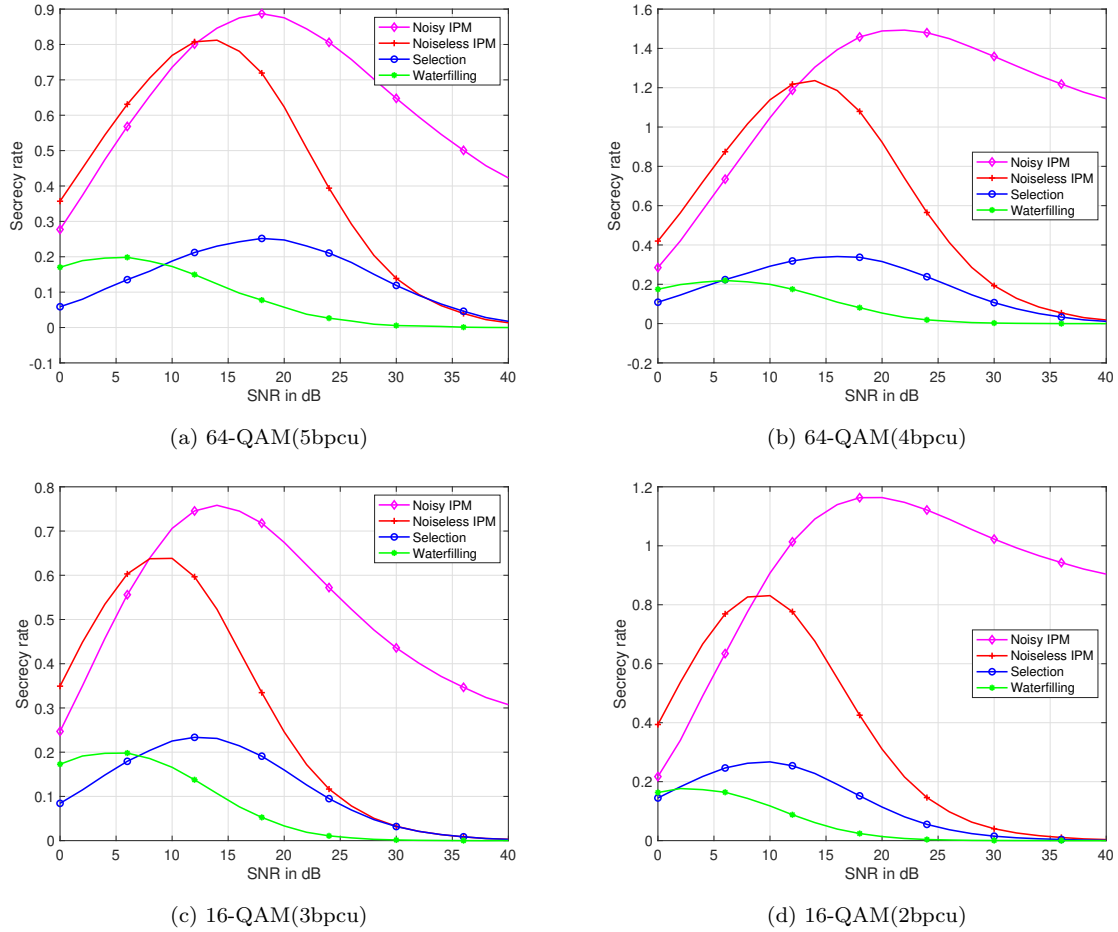 0.9
0.8
0.7
0.6
0.5
0.4
0.3
0.2
0.1
0
-0.1
Secrecy rate
0 5 10 15 20 25 30 35 40
SNR in dB
Noisy IPM
Noiseless IPM
Selection
Waterfilling
(a) 64-QAM(5bpcu)
1.6
1.4
1.2
1
0.8
0.6
0.4
0.2
0
-0.2
Secrecy rate
0 5 10 15 20 25 30 35 40
SNR in dB
Noisy IPM
Noiseless IPM
Selection
Waterfilling
(b) 64-QAM(4bpcu)
0.8
0.7
0.6
0.5
0.4
0.3
0.2
0.1
0
Secrecy rate
0 5 10 15 20 25 30 35 40
SNR in dB
Noisy IPM
Noiseless IPM
Selection
Waterfilling
(c) 16-QAM(3bpcu)
1.2
1
0.8
0.6
0.4
0.2
0
Secrecy rate
0 5 10 15 20 25 30 35 40
SNR in dB
Noisy IPM
Noiseless IPM
Selection
Waterfilling
(d) 16-QAM(2bpcu)